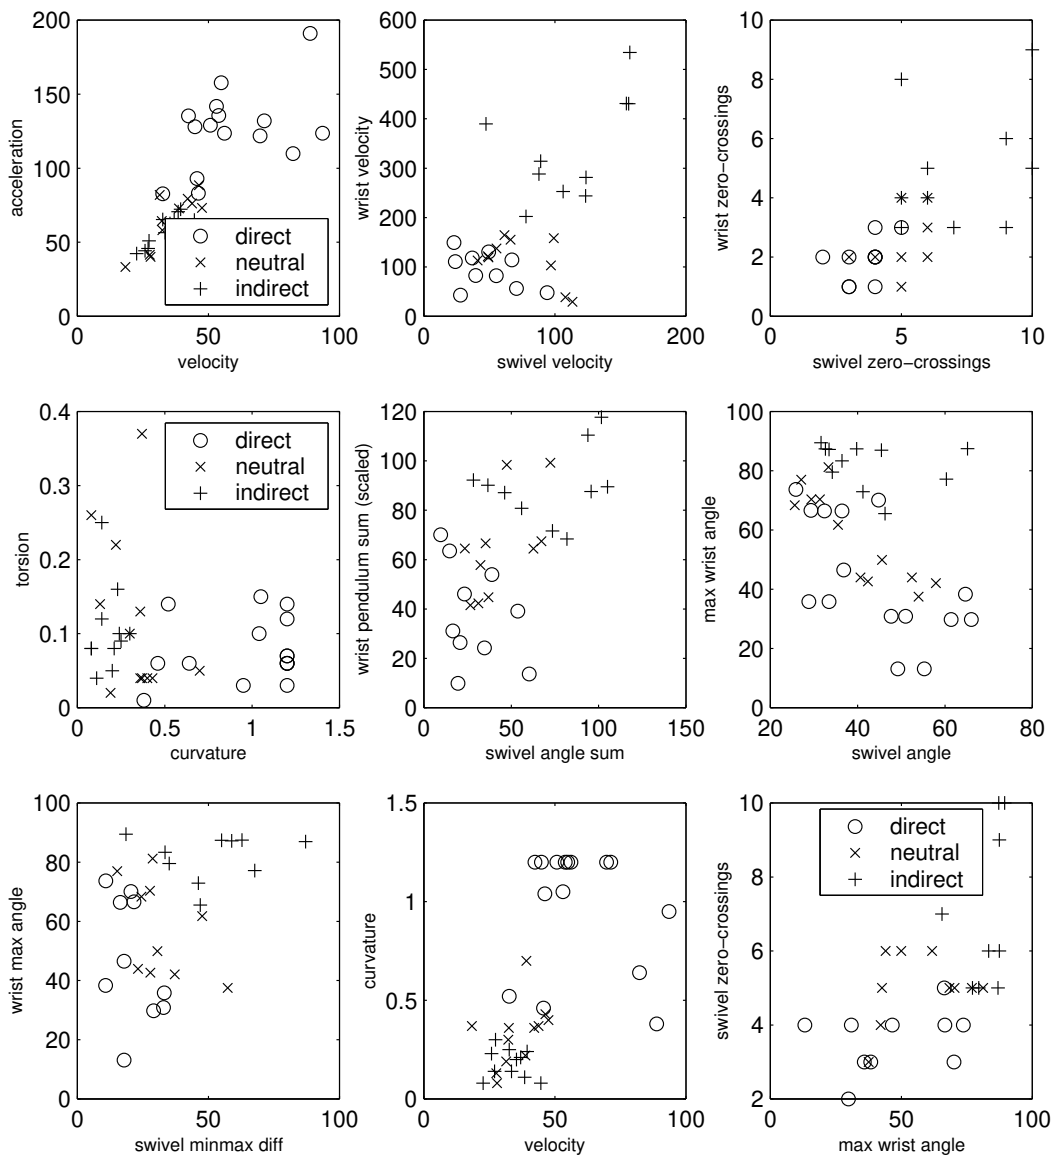 200
150
100
50
0
0
50
100
acceleration
velocity
direct
neutral
indirect
600
500
400
300
200
100
0
0
100
200
wrist velocity
swivel velocity
10
8
6
4
2
0
5
10
wrist zero−crossings
swivel zero−crossings
0.4
0.3
0.2
0.1
0
0
0.5
1
1.5
torsion
curvature
direct
neutral
indirect
120
100
80
60
40
20
0
0
50
100
150
wrist pendulum sum (scaled)
swivel angle sum
100
80
60
40
20
0
20
40
60
80
max wrist angle
swivel angle
100
80
60
40
20
0
0
50
100
wrist max angle
swivel minmax diff
1.5
1
0.5
0
0
50
100
curvature
velocity
10
8
6
4
2
0
50
100
swivel zero−crossings
max wrist angle
direct
neutral
indirect